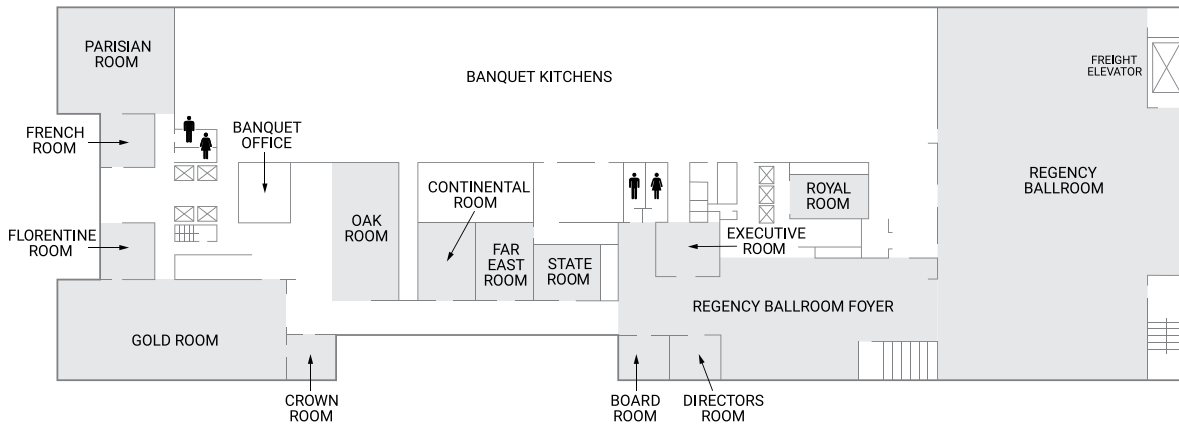 PARISIAN
ROOM
BANQUET KITCHENS
FREIGHT
ELEVATOR
FRENCH
ROOM
BANQUET
OFFICE
CONTINENTAL
ROOM
REGENCY
BALLROOM
ROYAL
ROOM
OAK
ROOM
FLORENTINE
ROOM
FAR
EAST
ROOM
STATE
ROOM
EXECUTIVE
ROOM
REGENCY BALLROOM FOYER
GOLD ROOM
CROWN
ROOM
BOARD
ROOM
DIRECTORS
ROOM